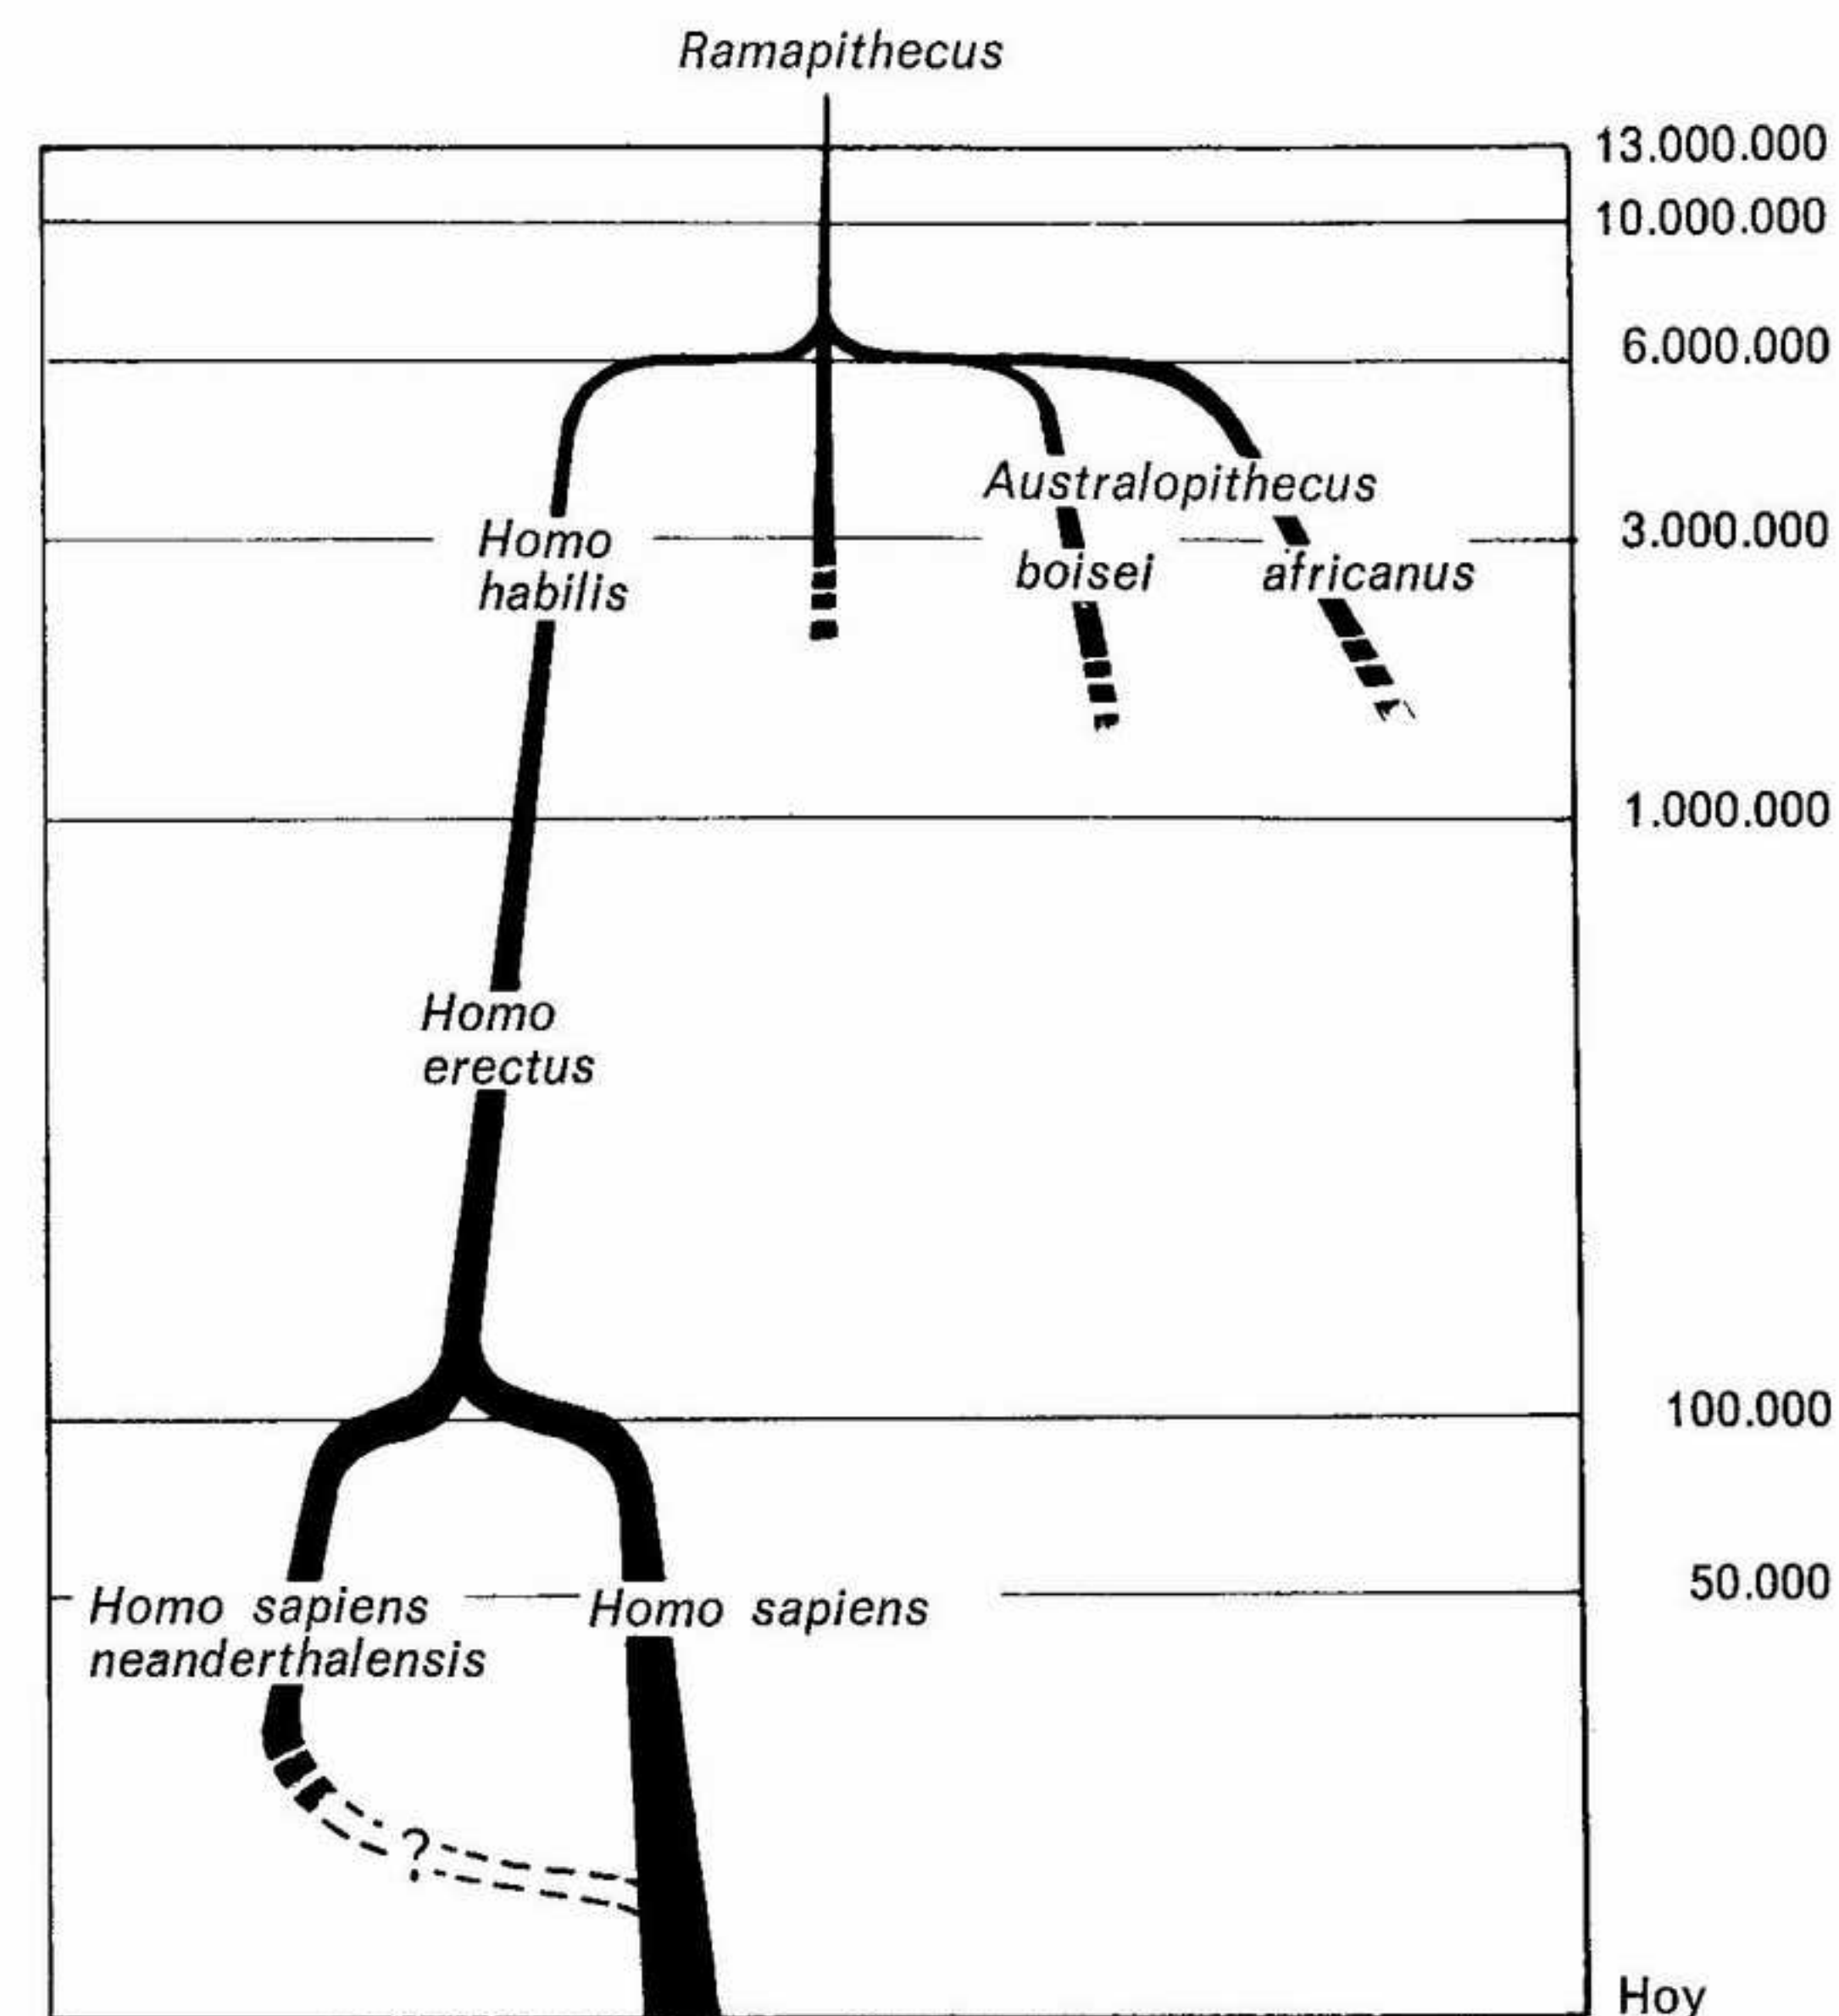 Ramapithecus
13.000.000
10.000.000
6.000.000
Australopithecus
3.000.000
Homo
habilis
boisei
africanus
1.000.000
Homo
erectus
100.000
50.000
Homo sapiens
neanderthalensis
Homo sapiens
?
Hoy